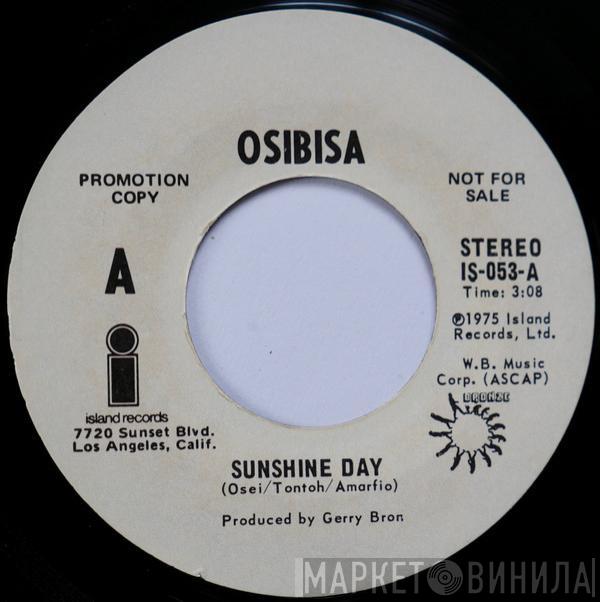 OSIBISA
PROMOTION
COPY
NOT FOR
SALE
A
STEREO
IS-053-A
Time: 3:08
℗1975 Island
Records, Ltd.
W.B. Music
Corp. (ASCAP)
BRONZE
i
island records
7720 Sunset Blvd.
Los Angeles, Calif.
SUNSHINE DAY
(Osei/Tontoh/Amarfio)
Produced by Gerry Bron
МАРКЕТ ВИНИЛА